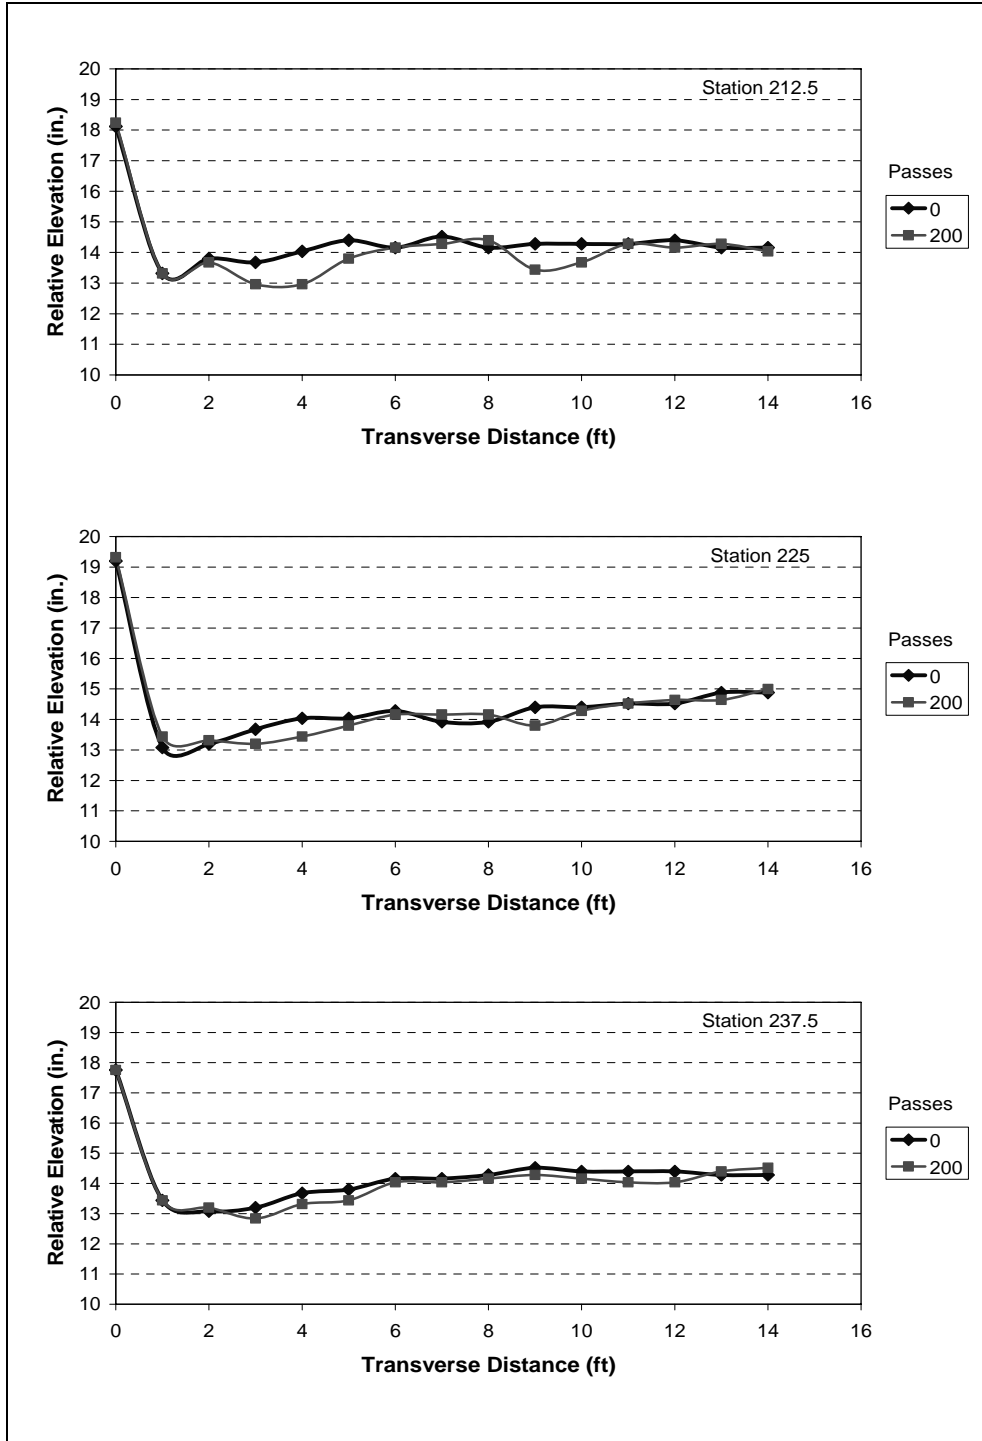 Station 212.5
Relative Elevation (in.)
20
19
18
17
16
15
14
13
12
11
10
0 2 4 6 8 10 12 14 16
Transverse Distance (ft)
Passes
0
200
Station 225
Relative Elevation (in.)
20
19
18
17
16
15
14
13
12
11
10
0 2 4 6 8 10 12 14 16
Transverse Distance (ft)
Passes
0
200
Station 237.5
Relative Elevation (in.)
20
19
18
17
16
15
14
13
12
11
10
0 2 4 6 8 10 12 14 16
Transverse Distance (ft)
Passes
0
200